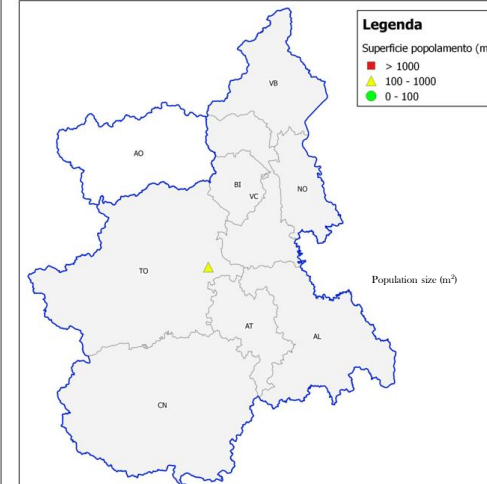 Legenda
Superficie popolamento (m
> 1000
100 - 1000
0 - 100
VB
AO
BI
VC
NO
TO
Population size (m²)
AT
AL
CN